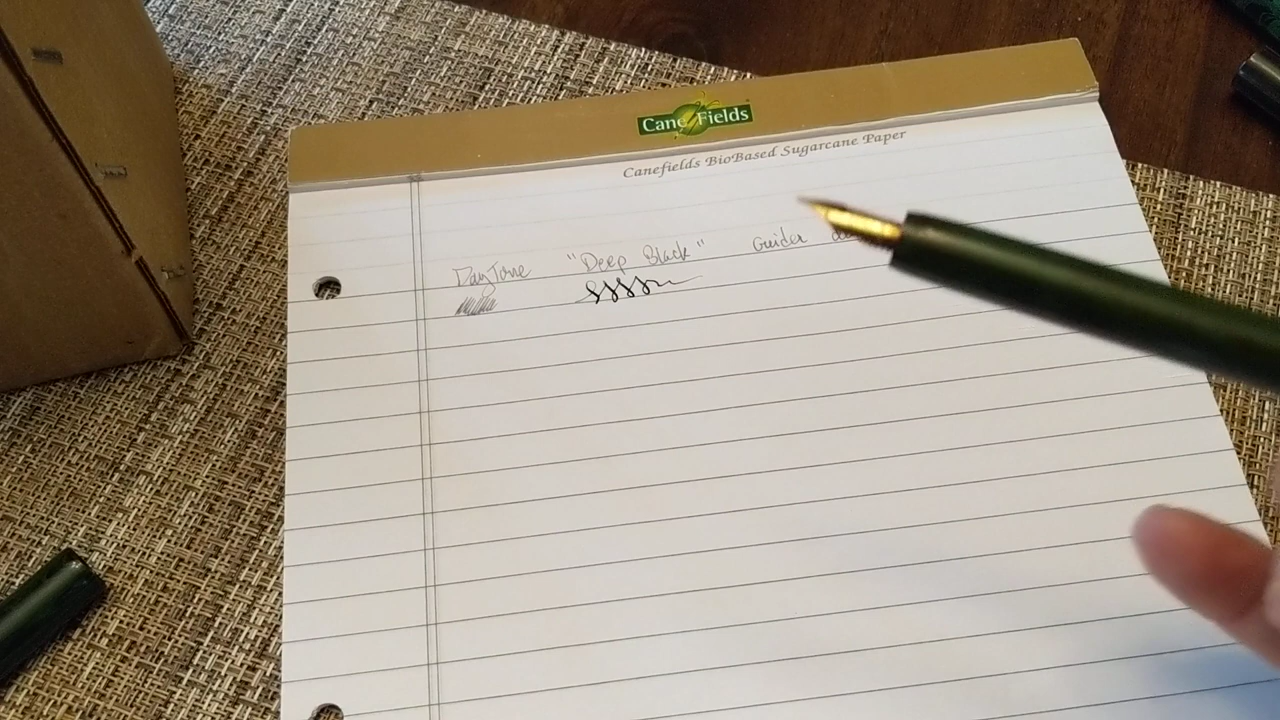 Cane Fields
Canefields BioBased Sugarcane Paper
DayTone "Deep Black" Guider